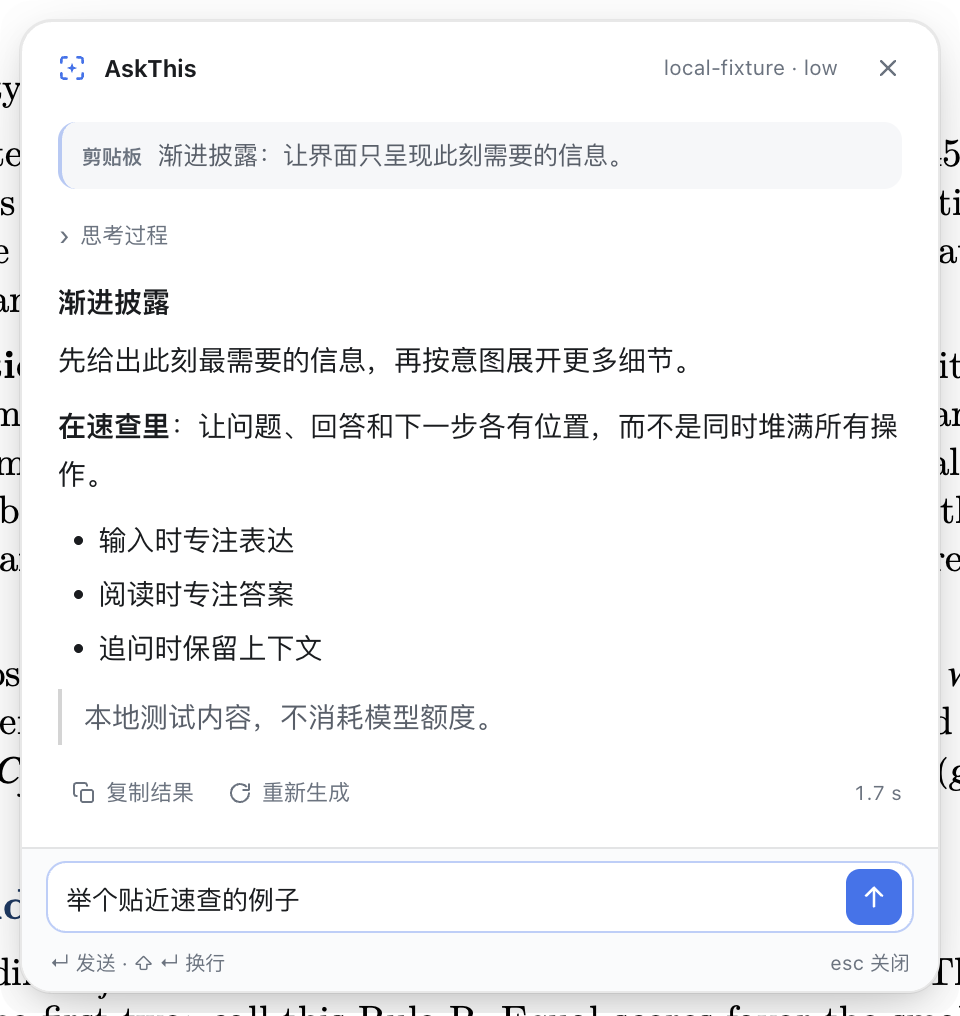 AskThis
local-fixture · low
剪贴板 渐进披露：让界面只呈现此刻需要的信息。
思考过程
渐进披露
先给出此刻最需要的信息，再按意图展开更多细节。
在速查里：让问题、回答和下一步各有位置，而不是同时堆满所有操
作。
• 输入时专注表达
• 阅读时专注答案
• 追问时保留上下文
本地测试内容，不消耗模型额度。
复制结果 重新生成 1.7 s
举个贴近速查的例子
↵ 发送 · ⇧ ↵ 换行 esc 关闭